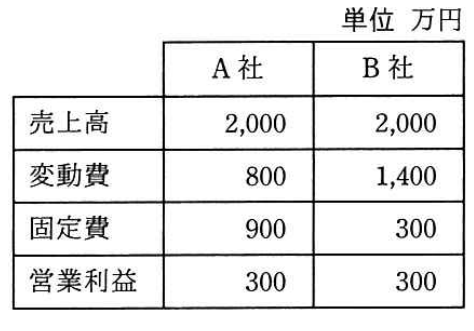 単位 万円
A社 B社
売上高 2,000 2,000
変動費 800 1,400
固定費 900 300
営業利益 300 300